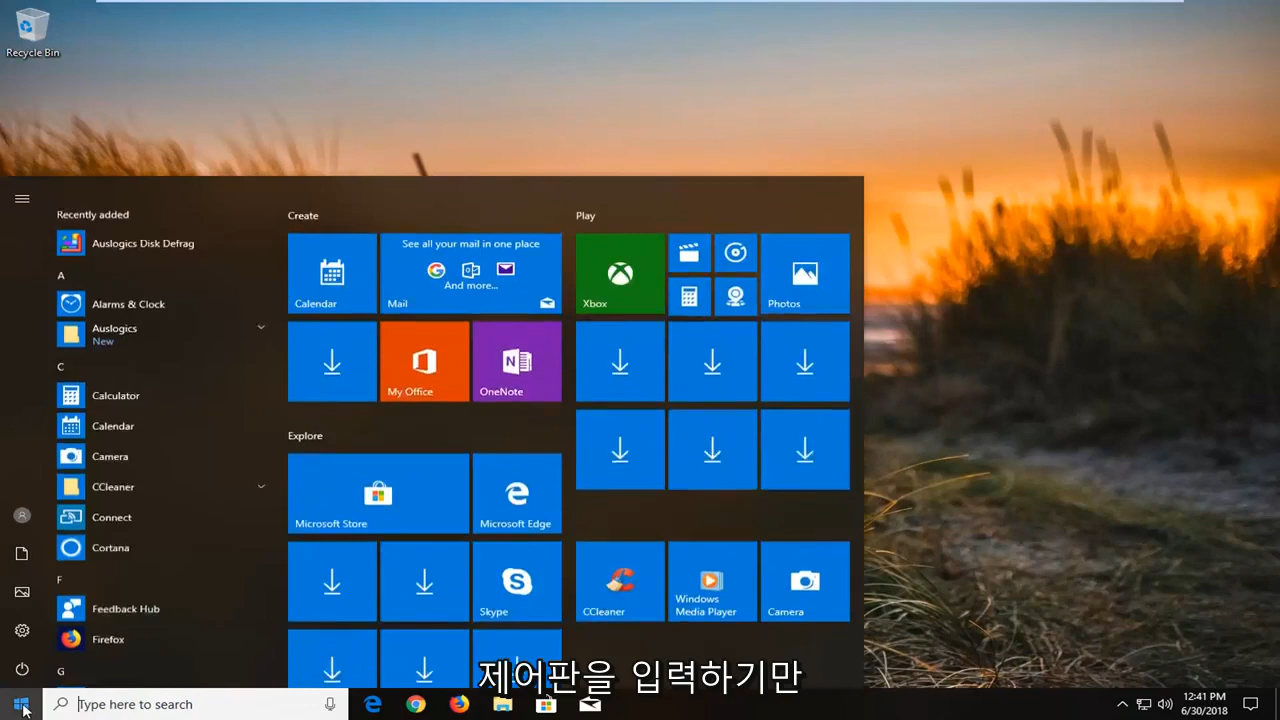 Recycle Bin
Recently added
Auslogics Disk Defrag
A
Alarms & Clock
Auslogics
New
C
Calculator
Calendar
Camera
CCleaner
Connect
Cortana
F
Feedback Hub
Firefox
G
Create
Calendar
See all your mail in one place
And more...
Mail
My Office
OneNote
Explore
Microsoft Store
Microsoft Edge
Skype
Play
Xbox
Photos
CCleaner
Windows
Media Player
Camera
제어판을 입력하기만
Type here to search
12:41 PM
6/30/2018